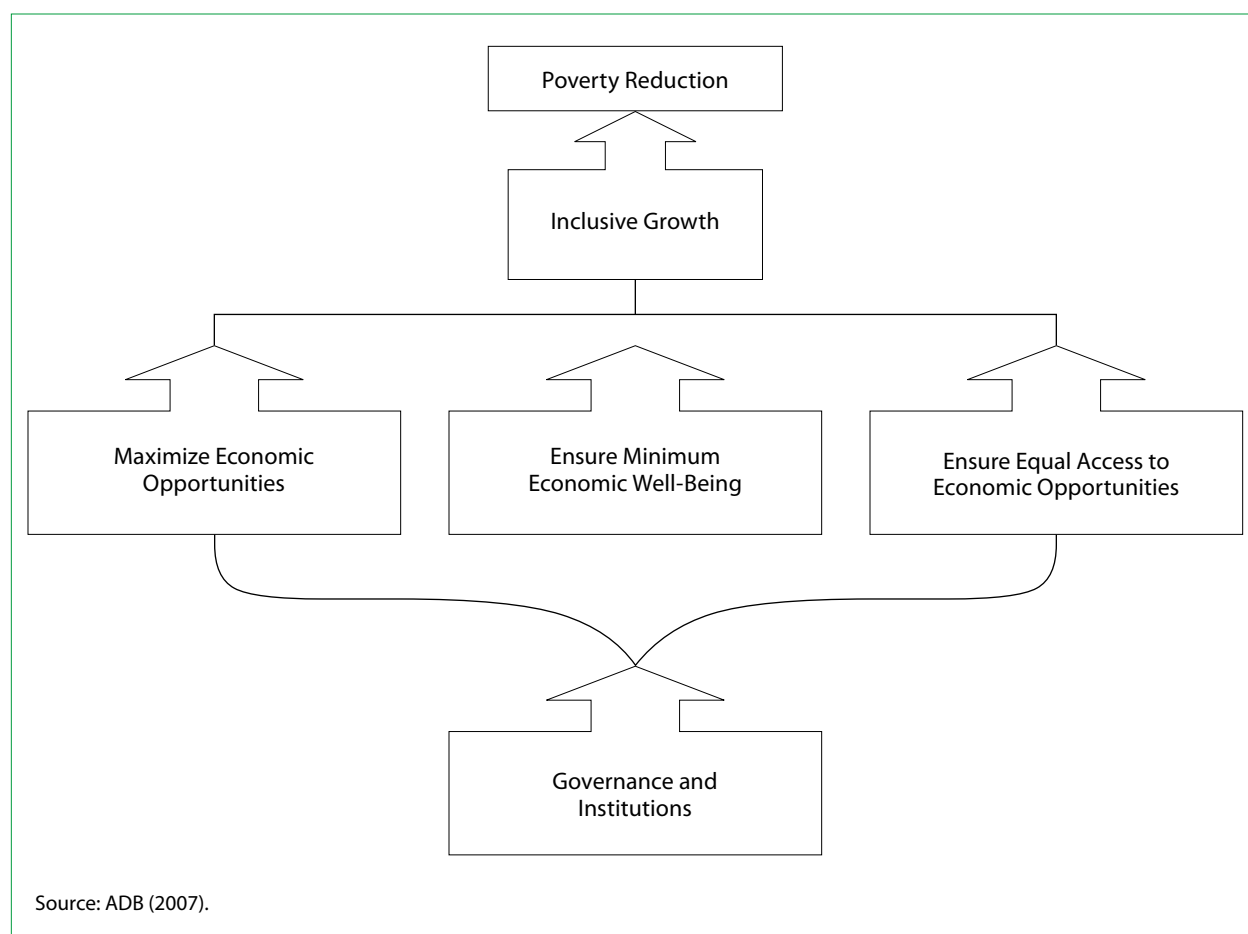 Poverty Reduction
Inclusive Growth
Maximize Economic
Opportunities
Ensure Minimum
Economic Well-Being
Ensure Equal Access to
Economic Opportunities
Governance and
Institutions
Source: ADB (2007).